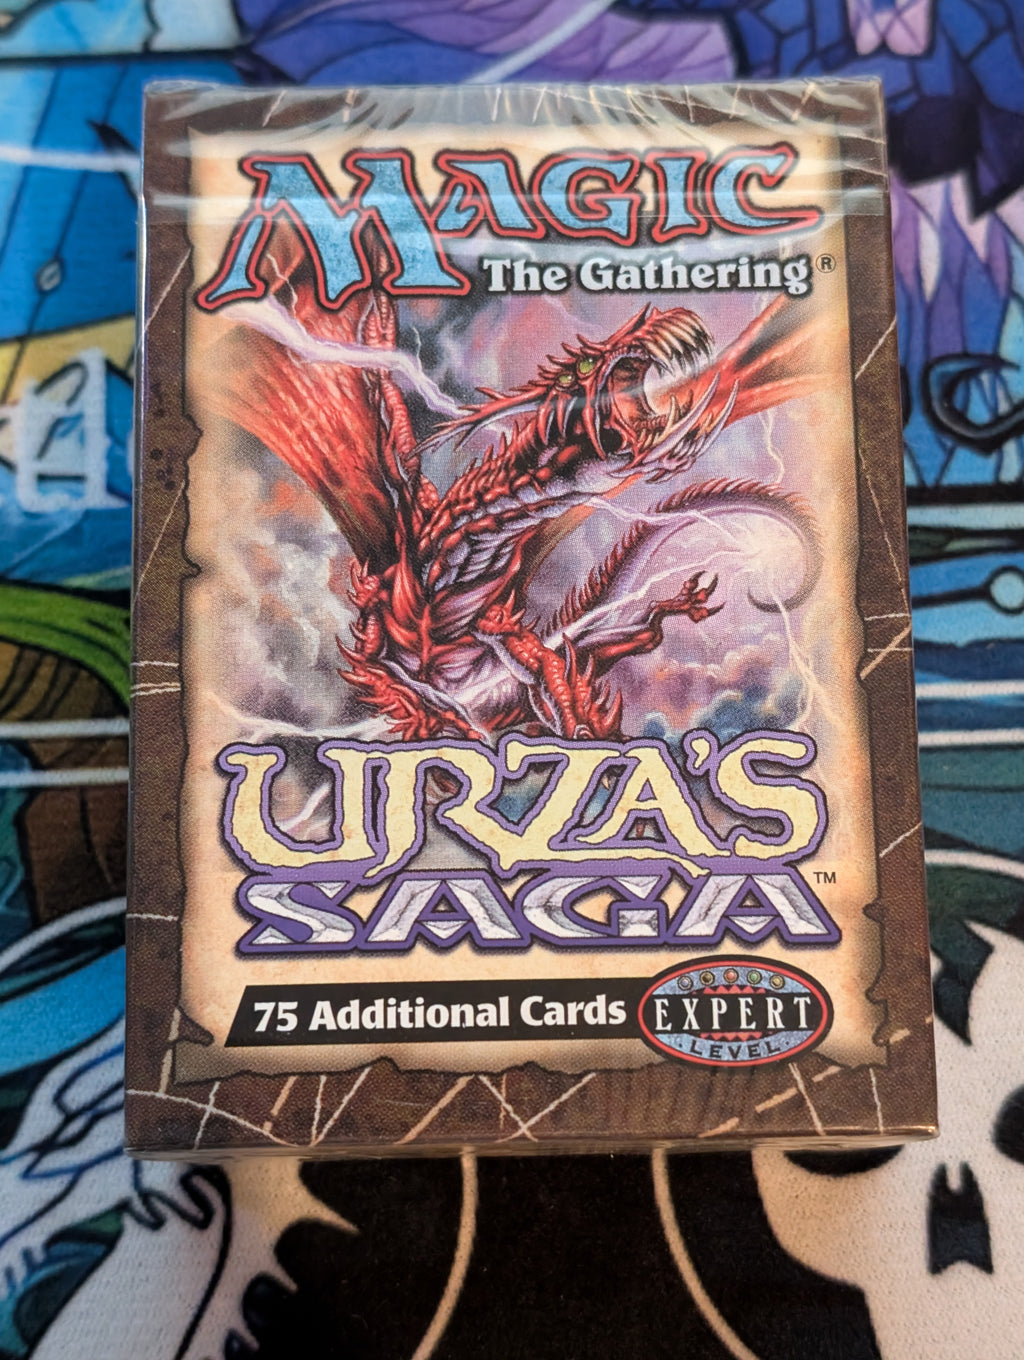 MAGIC
The Gathering®
URZA'S
SAGA™
75 Additional Cards
EXPERT
LEVEL